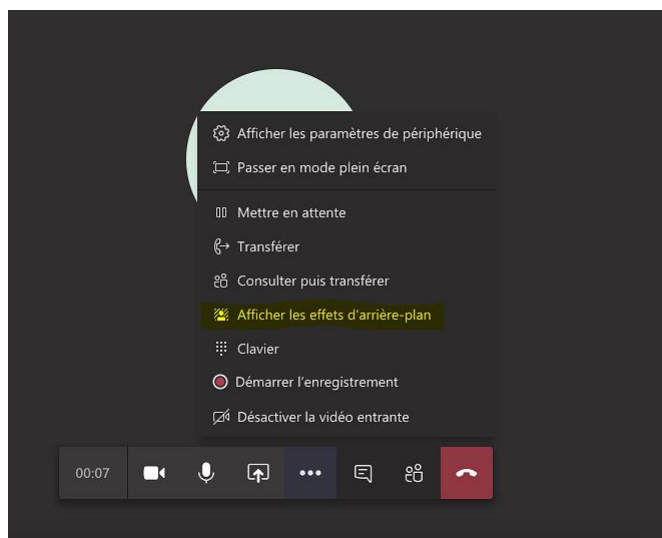 Afficher les paramètres de périphérique
Passer en mode plein écran
Mettre en attente
Transférer
Consulter puis transférer
Afficher les effets d'arrière-plan
Clavier
Démarrer l'enregistrement
Désactiver la vidéo entrante
00:07